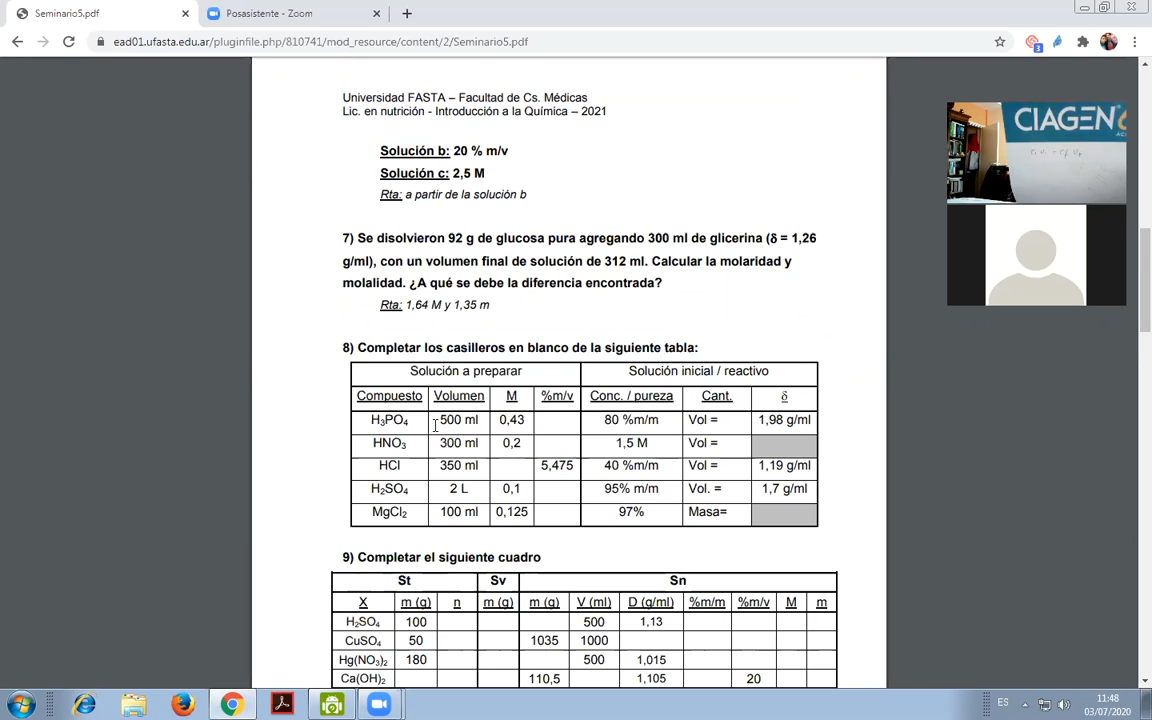 Seminario5.pdf
Posasistente - Zoom
ead01.ufasta.edu.ar/pluginfile.php/810741/mod_resource/content/2/Seminario5.pdf
3
Universidad FASTA – Facultad de Cs. Médicas
Lic. en nutrición - Introducción a la Química – 2021
Solución b: 20 % m/v
Solución c: 2,5 M
Rta: a partir de la solución b
7) Se disolvieron 92 g de glucosa pura agregando 300 ml de glicerina (δ = 1,26
g/ml), con un volumen final de solución de 312 ml. Calcular la molaridad y
molalidad. ¿A qué se debe la diferencia encontrada?
Rta: 1,64 M y 1,35 m
8) Completar los casilleros en blanco de la siguiente tabla:
Solución a preparar Solución inicial / reactivo
Compuesto Volumen M %m/v Conc. / pureza Cant. δ
H₃PO₄ 500 ml 0,43 80 %m/m Vol = 1,98 g/ml
HNO₃ 300 ml 0,2 1,5 M Vol =
HCl 350 ml 5,475 40 %m/m Vol = 1,19 g/ml
H₂SO₄ 2 L 0,1 95% m/m Vol. = 1,7 g/ml
MgCl₂ 100 ml 0,125 97% Masa=
9) Completar el siguiente cuadro
St Sv Sn
X m (g) n m (g) m (g) V (ml) D (g/ml) %m/m %m/v M m
H₂SO₄ 100 500 1,13
CuSO₄ 50 1035 1000
Hg(NO₃)₂ 180 500 1,015
Ca(OH)₂ 110,5 1,105 20
CIAGEN
ES
11:48
03/07/2020